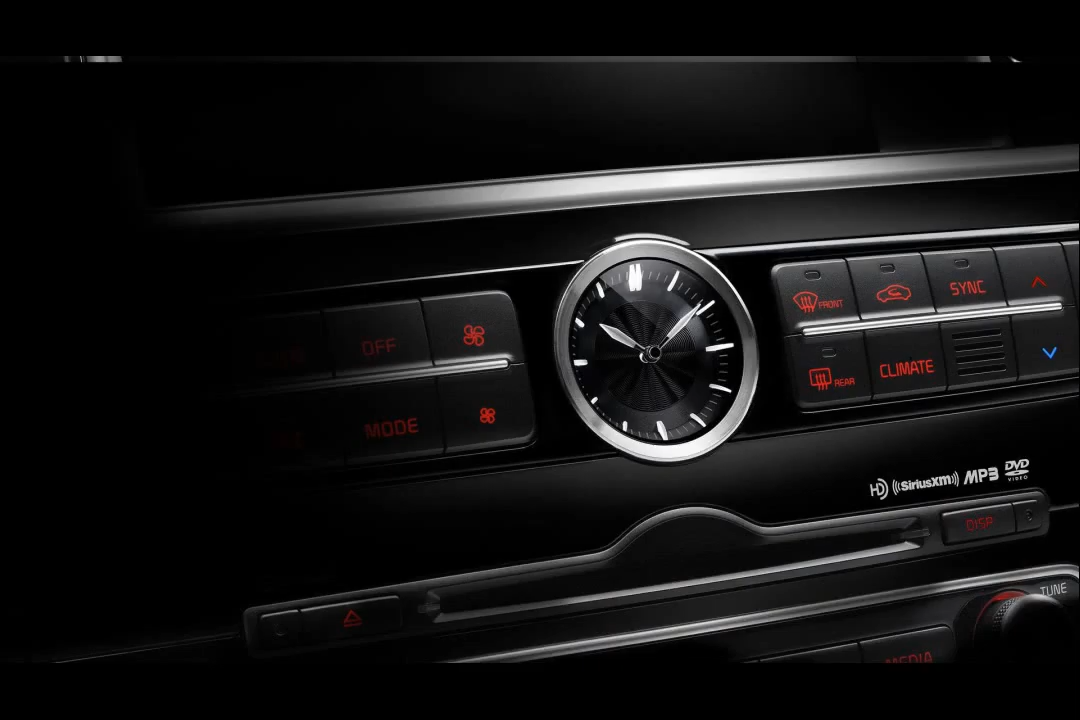 OFF
MODE
FRONT
SYNC
REAR
CLIMATE
HD SiriusXM MP3 DVD
VIDEO
DISP
TUNE
MEDIA